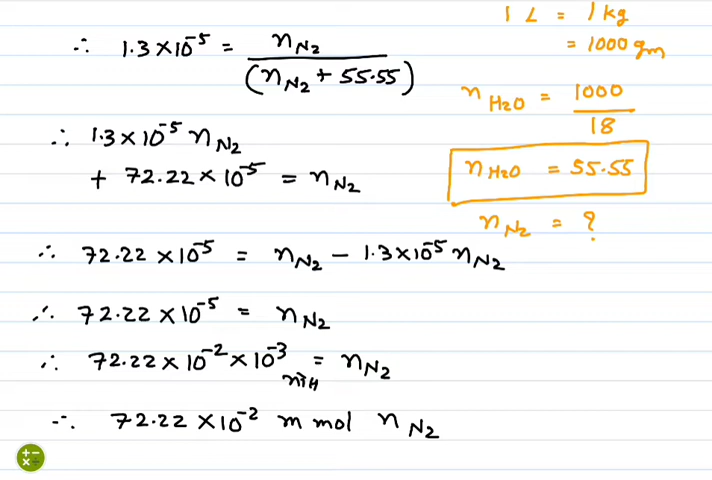 1 L = 1 kg
= 1000 gm
∴ 1.3 × 10⁻⁵ = n_N₂ / (n_N₂ + 55.55)
n_H₂O = 1000 / 18
n_H₂O = 55.55
n_N₂ = ?
∴ 1.3 × 10⁻⁵ n_N₂
+ 72.22 × 10⁻⁵ = n_N₂
∴ 72.22 × 10⁻⁵ = n_N₂ − 1.3 × 10⁻⁵ n_N₂
∴ 72.22 × 10⁻⁵ = n_N₂
∴ 72.22 × 10⁻² × 10⁻³ = n_N₂
∴ 72.22 × 10⁻² m mol n_N₂